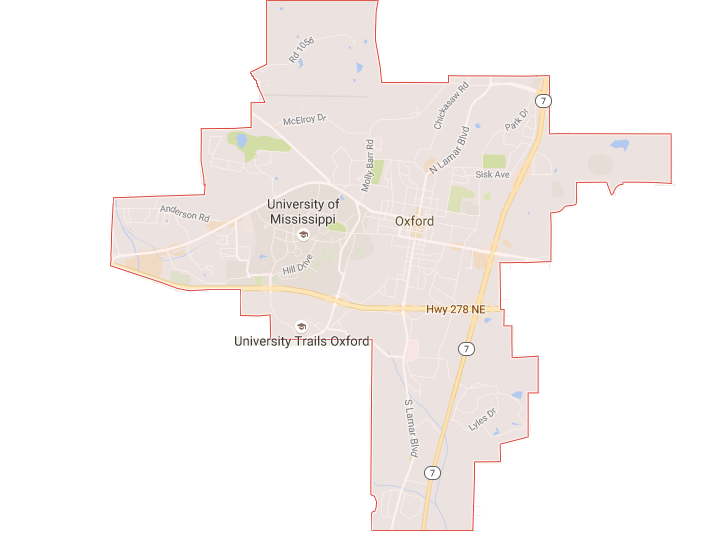 Rd 1056
7
Chickasaw Rd
McElroy Dr
Park Dr
N Lamar Blvd
Molly Barr Rd
Sisk Ave
University of
Mississippi
Anderson Rd
Oxford
Hill Drive
Hwy 278 NE
University Trails Oxford
7
S Lamar Blvd
Lyles Dr
7